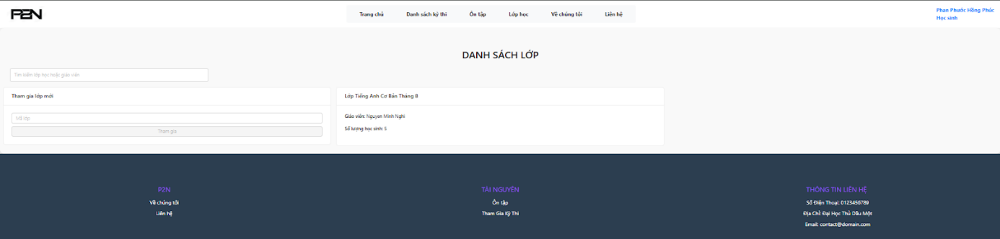 P2N
Trang chủ
Danh sách kỳ thi
Ôn tập
Lớp học
Về chúng tôi
Liên hệ
Phan Phước Hồng Phúc
Học sinh
DANH SÁCH LỚP
Tìm kiếm lớp học hoặc giáo viên
Tham gia lớp mới
Mã lớp
Tham gia
Lớp Tiếng Anh Cơ Bản Tháng 8
Giáo viên: Nguyen Minh Nghi
Số lượng học sinh: 5
P2N
Về chúng tôi
Liên hệ
TÀI NGUYÊN
Ôn tập
Tham Gia Kỳ Thi
THÔNG TIN LIÊN HỆ
Số Điện Thoại: 0123456789
Địa Chỉ: Đại Học Thủ Dầu Một
Email: contact@domain.com